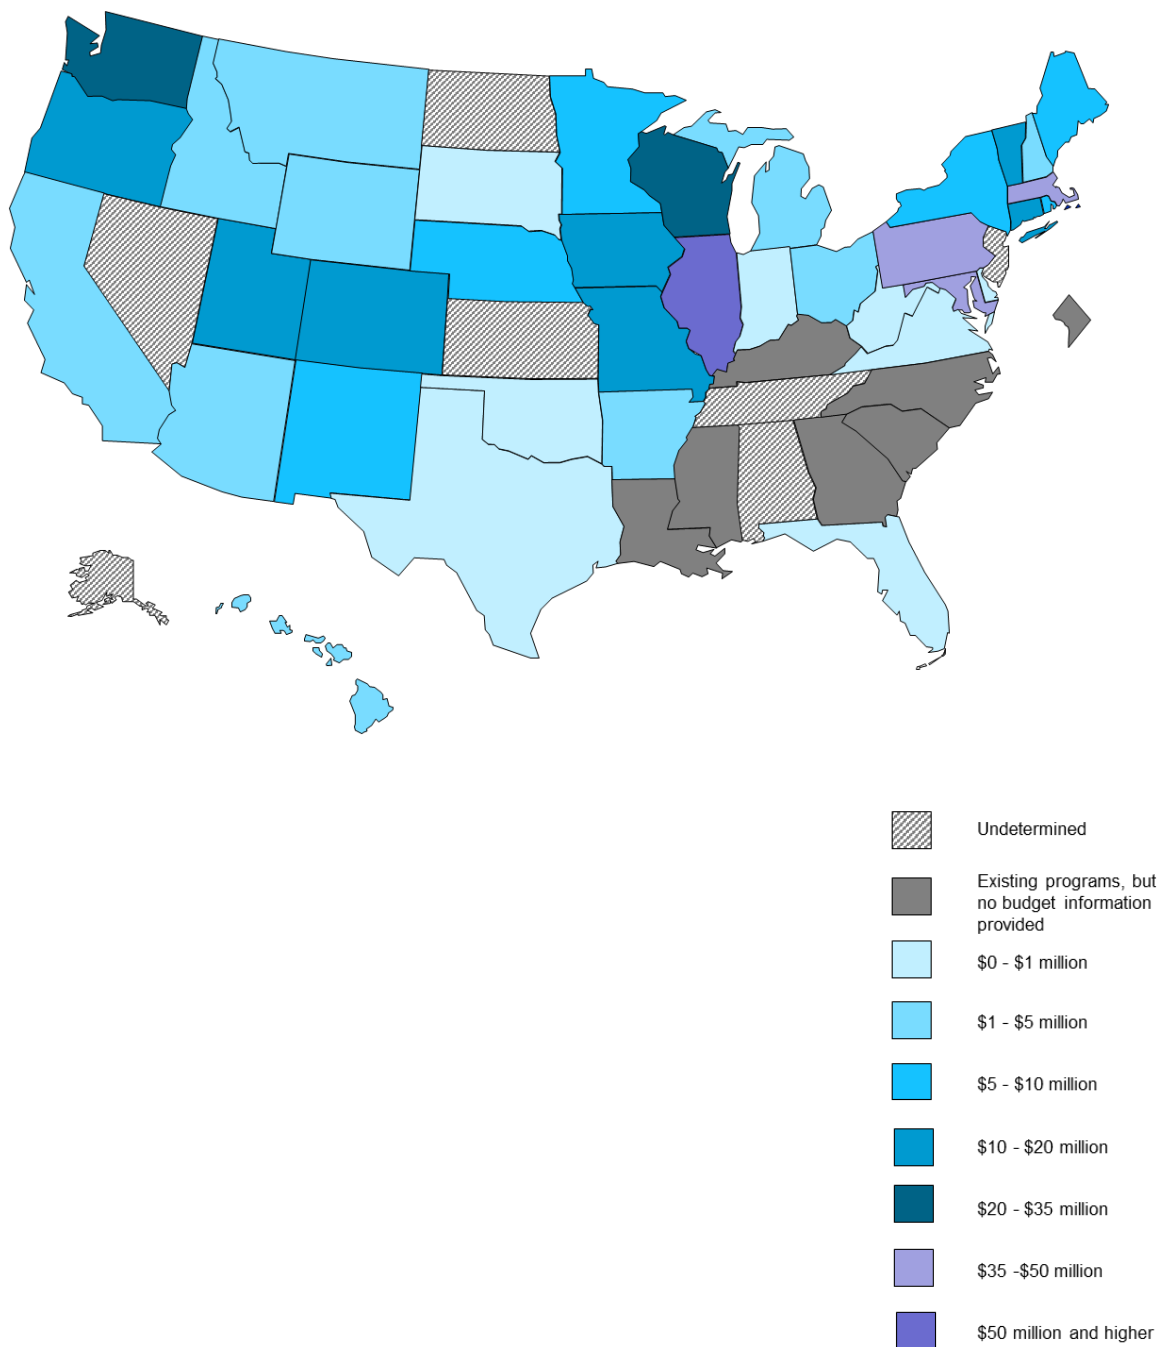 Undetermined
Existing programs, but
no budget information
provided
$0 - $1 million
$1 - $5 million
$5 - $10 million
$10 - $20 million
$20 - $35 million
$35 -$50 million
$50 million and higher